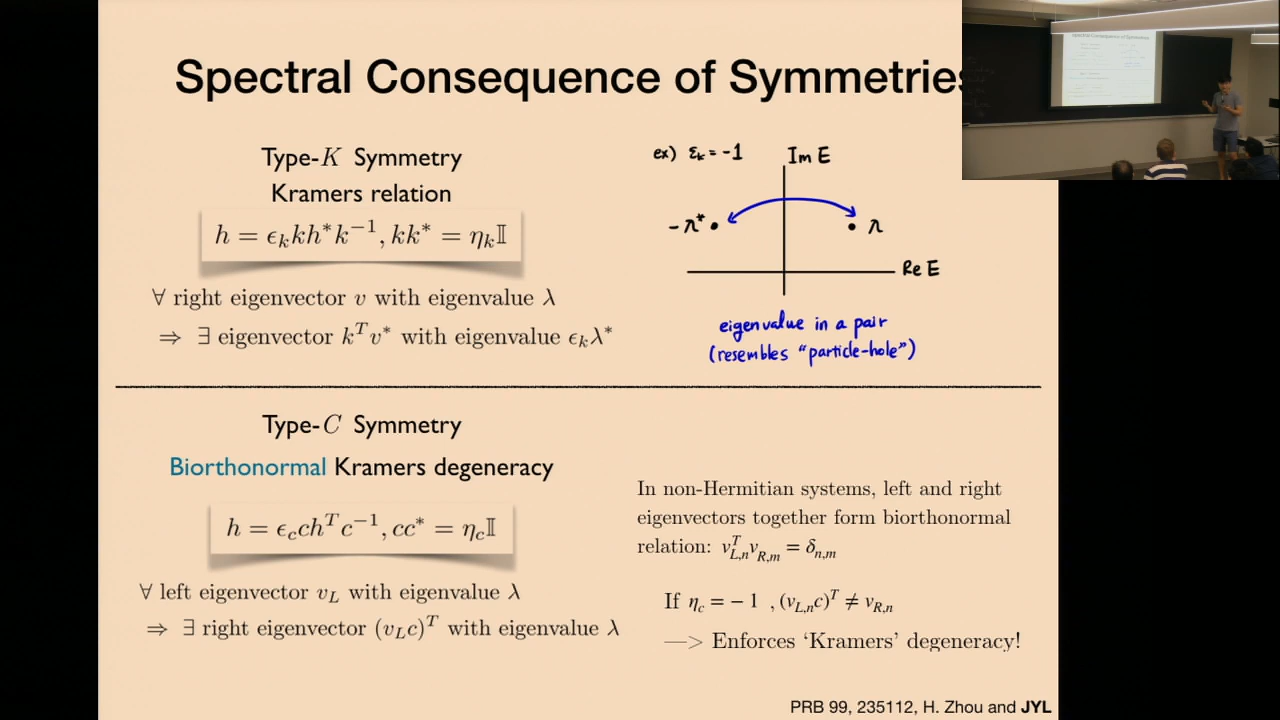 Spectral Consequence of Symmetries
Type-K Symmetry
Kramers relation
h = ϵ_k k h^* k^{-1}, kk^* = η_k 𝕀
∀ right eigenvector v with eigenvalue λ
⇒ ∃ eigenvector k^T v^* with eigenvalue ϵ_k λ^*
ex) ε_k = -1
Im E
-λ^*
λ
Re E
eigenvalue in a pair
(resembles "particle-hole")
Type-C Symmetry
Biorthonormal Kramers degeneracy
h = ϵ_c c h^T c^{-1}, cc^* = η_c 𝕀
∀ left eigenvector v_L with eigenvalue λ
⇒ ∃ right eigenvector (v_L c)^T with eigenvalue λ
In non-Hermitian systems, left and right
eigenvectors together form biorthonormal
relation: v^T_{L,n} v_{R,m} = δ_{n,m}
If η_c = − 1 , (v_{L,n} c)^T ≠ v_{R,n}
—> Enforces ‘Kramers’ degeneracy!
PRB 99, 235112, H. Zhou and JYL